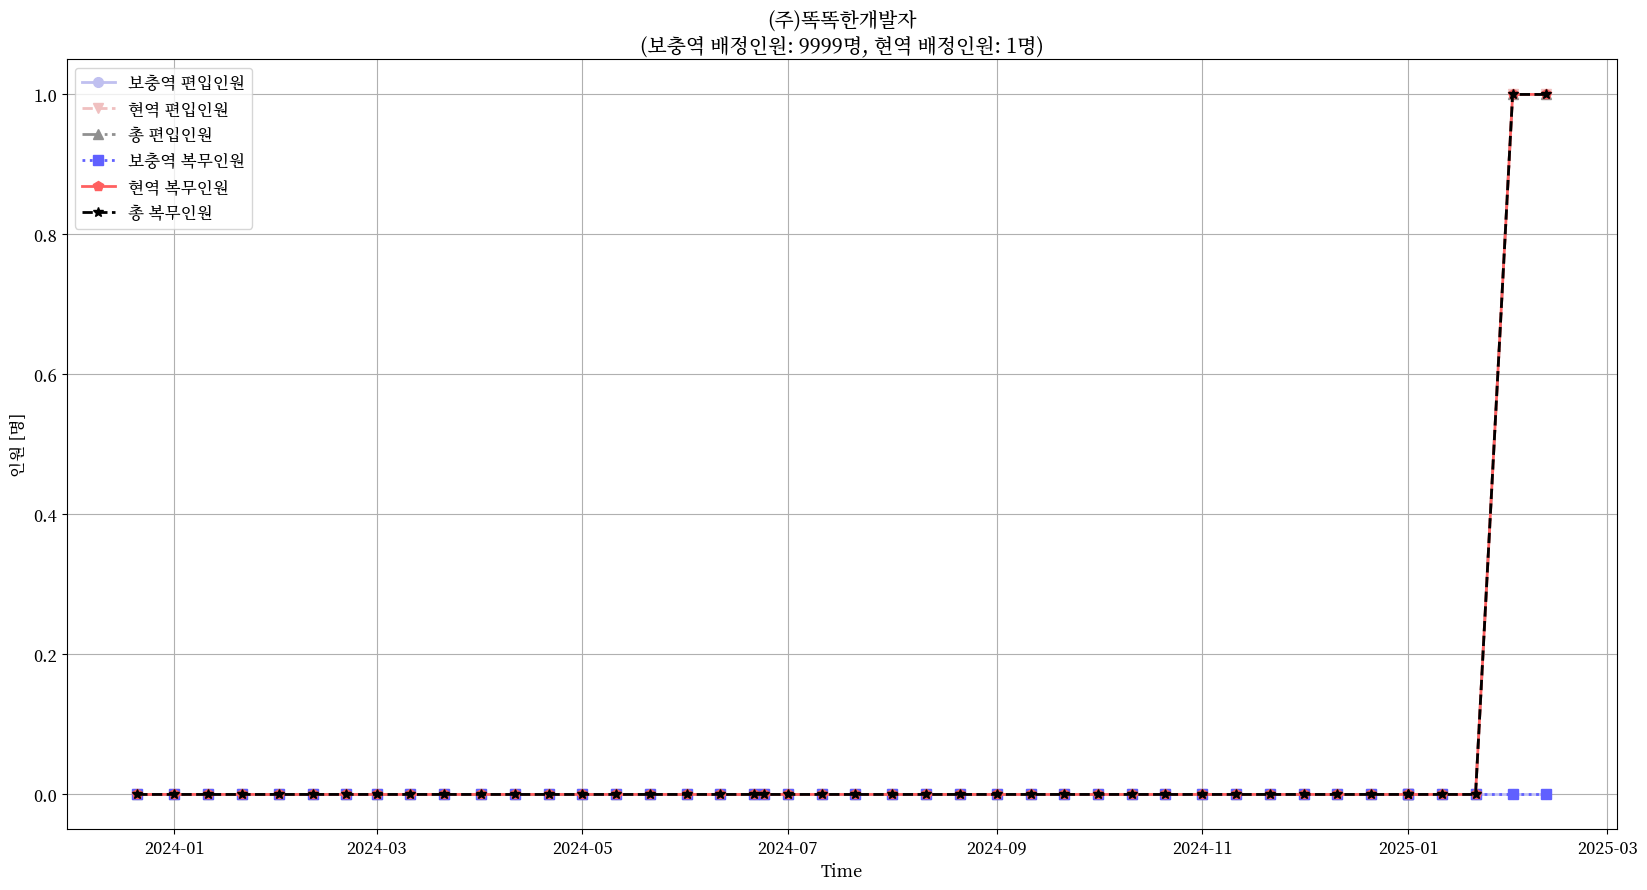 (주)똑똑한개발자
(보충역 배정인원: 9999명, 현역 배정인원: 1명)
보충역 편입인원
현역 편입인원
총 편입인원
보충역 복무인원
현역 복무인원
총 복무인원
1.0
0.8
0.6
0.4
0.2
0.0
인원 [명]
2024-01
2024-03
2024-05
2024-07
2024-09
2024-11
2025-01
2025-03
Time